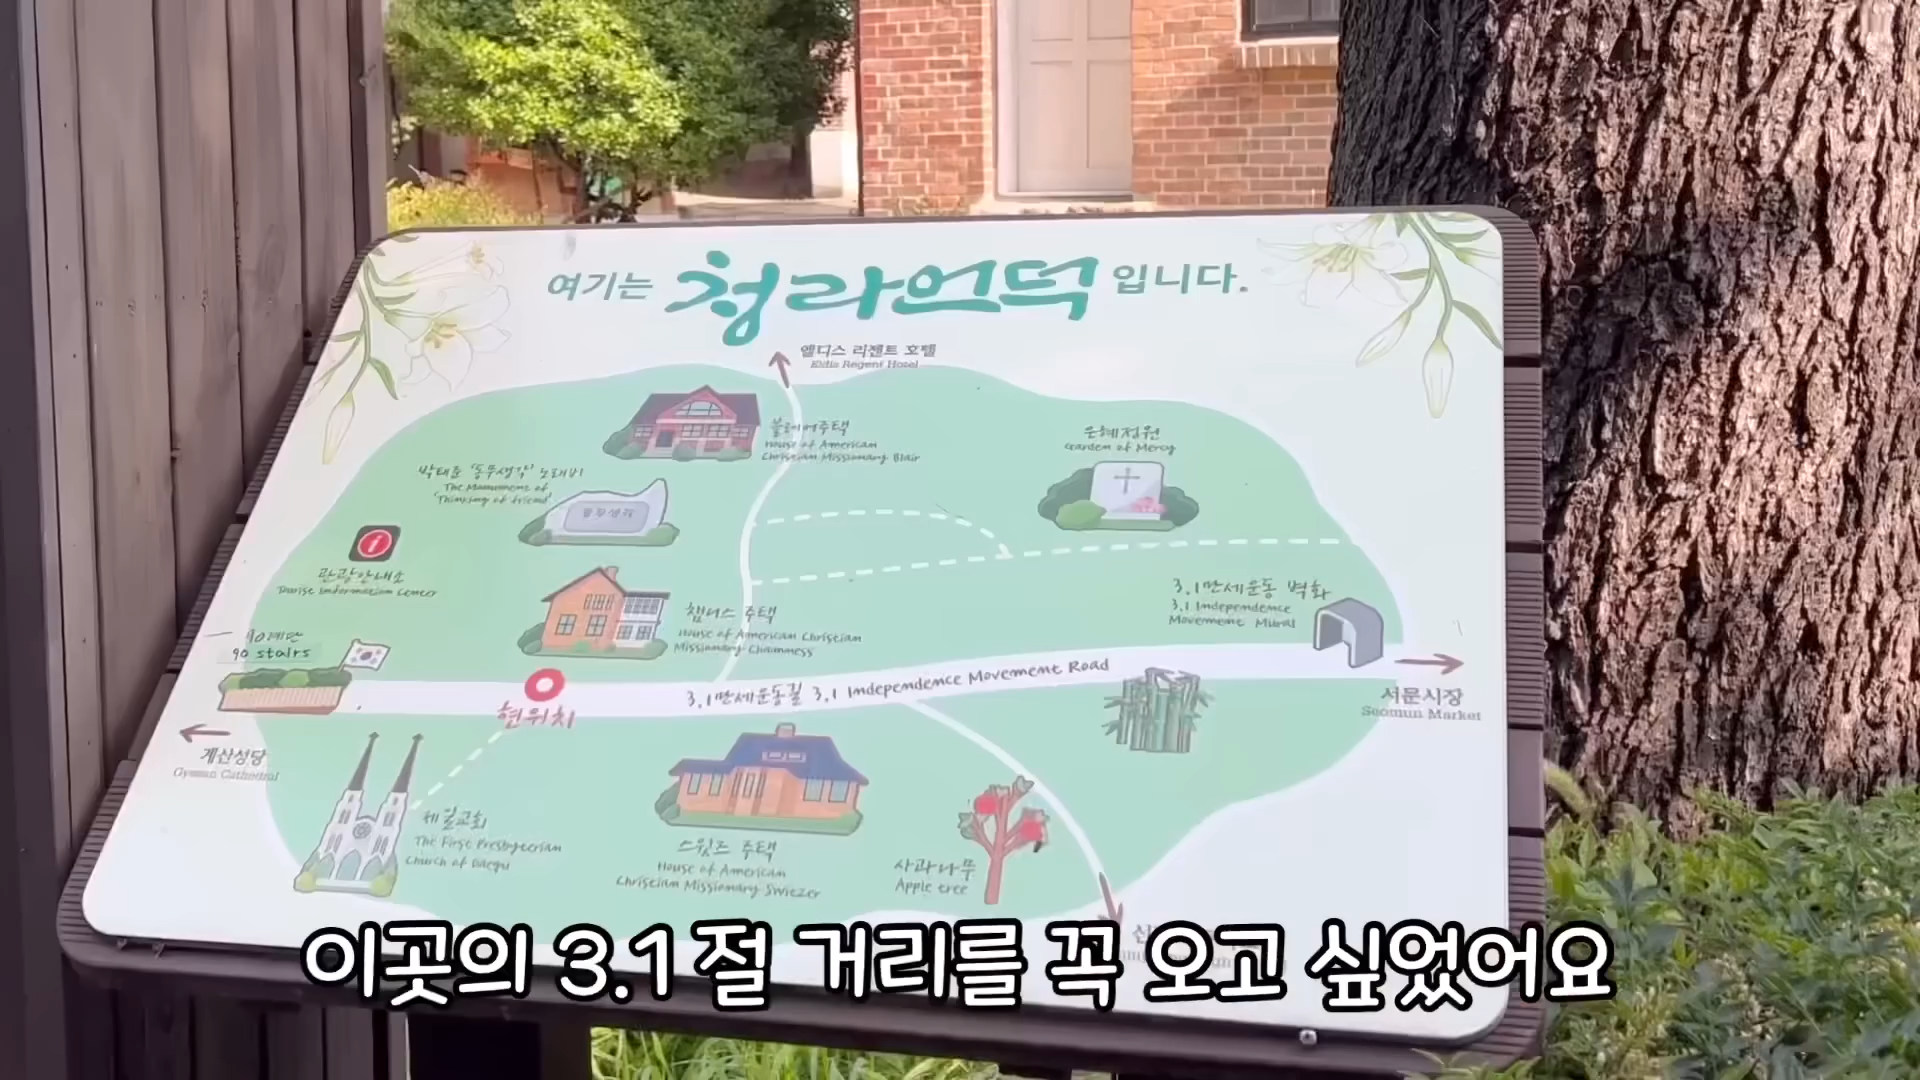 여기는 청라언덕 입니다.
엘디스 리젠트 호텔
Eldis Regent Hotel
블레어주택
House of American
Christian Missionary Blair
은혜정원
Garden of Mercy
박태준 '동무생각' 노래비
The Monument of
'Thinking of friend'
동무생각
관광안내소
Tourist Information Center
챔니스 주택
House of American Christian
Missionary Chamness
3.1만세운동 벽화
3.1 Independence
Movement Mural
90계단
90 stairs
현위치
3.1만세운동길 3.1 Independence Movement Road
서문시장
Seomun Market
계산성당
Gyesan Cathedral
제일교회
The First Presbyterian
Church of Daegu
스윗즈 주택
House of American
Christian Missionary Swiezer
사과나무
Apple tree
이곳의 3.1절 거리를 꼭 오고 싶었어요